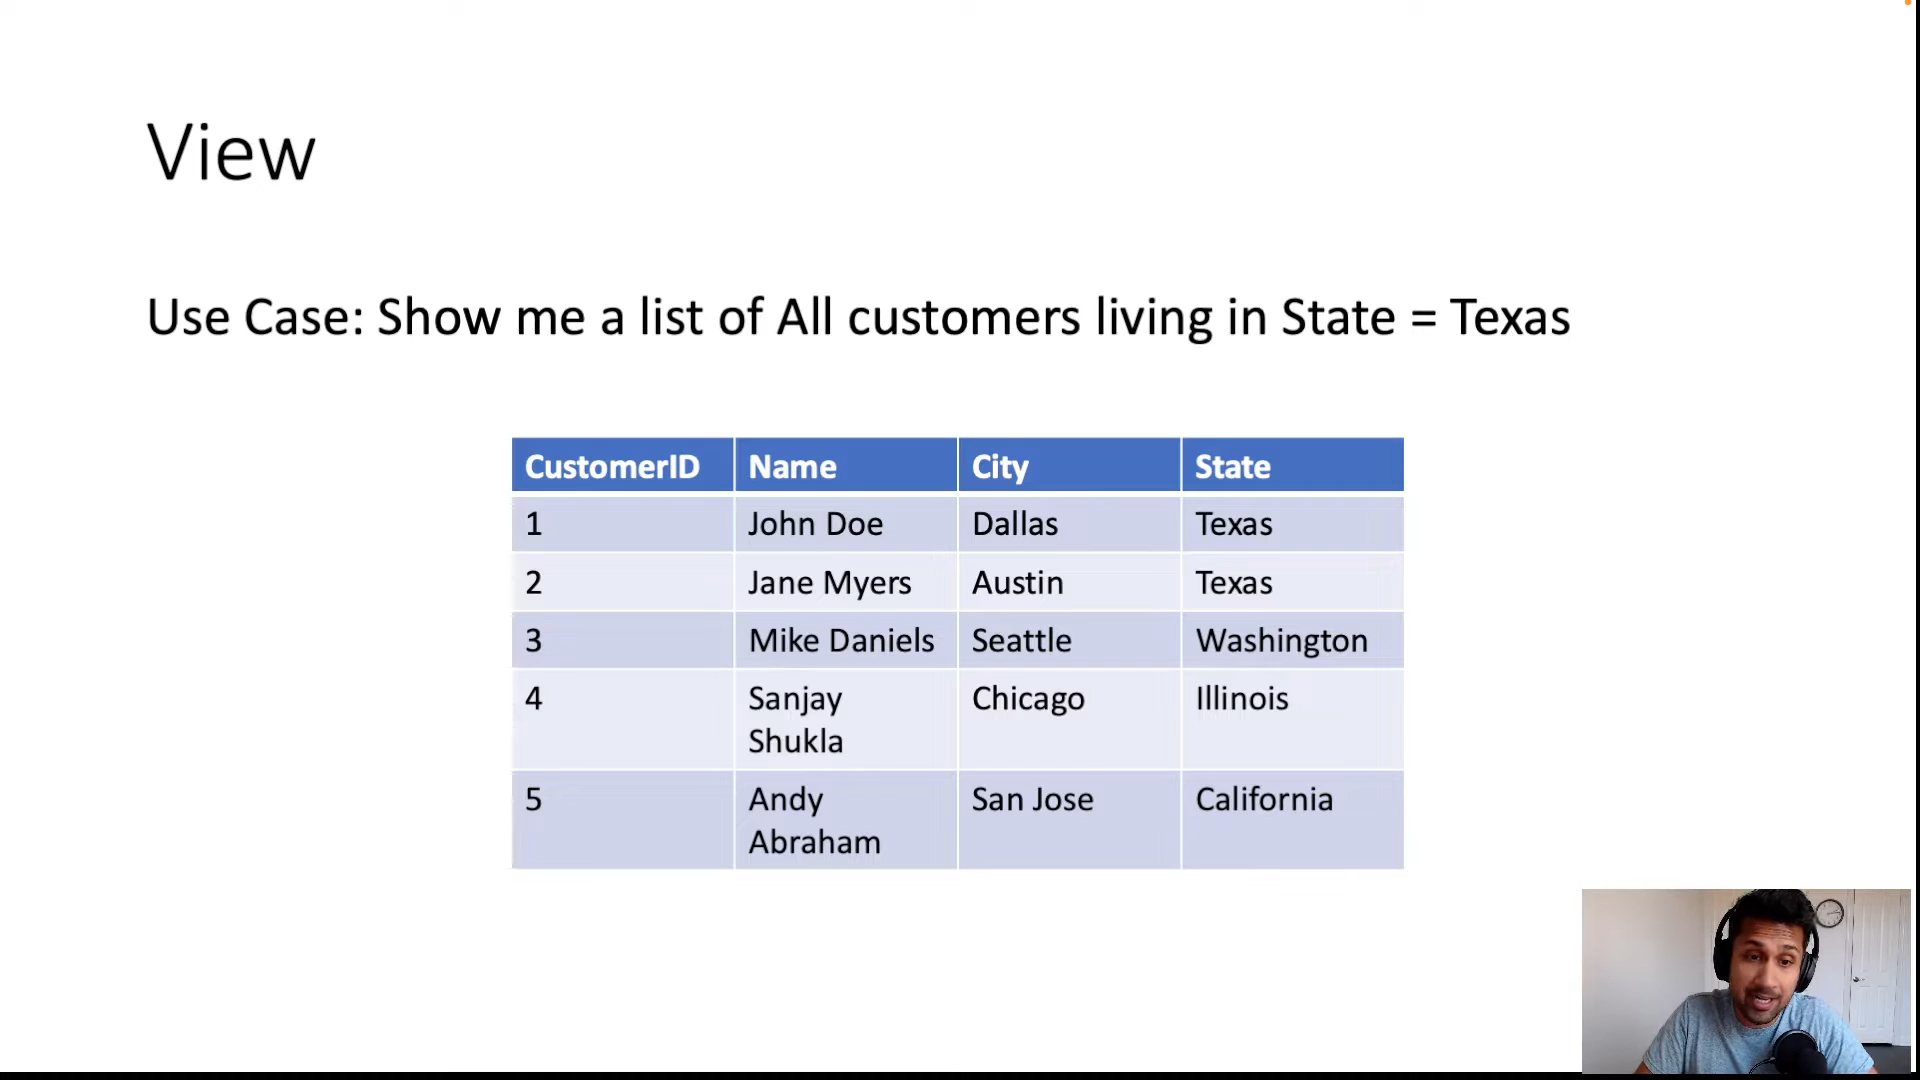 View
Use Case: Show me a list of All customers living in State = Texas
CustomerID Name City State
1 John Doe Dallas Texas
2 Jane Myers Austin Texas
3 Mike Daniels Seattle Washington
4 Sanjay Shukla Chicago Illinois
5 Andy Abraham San Jose California